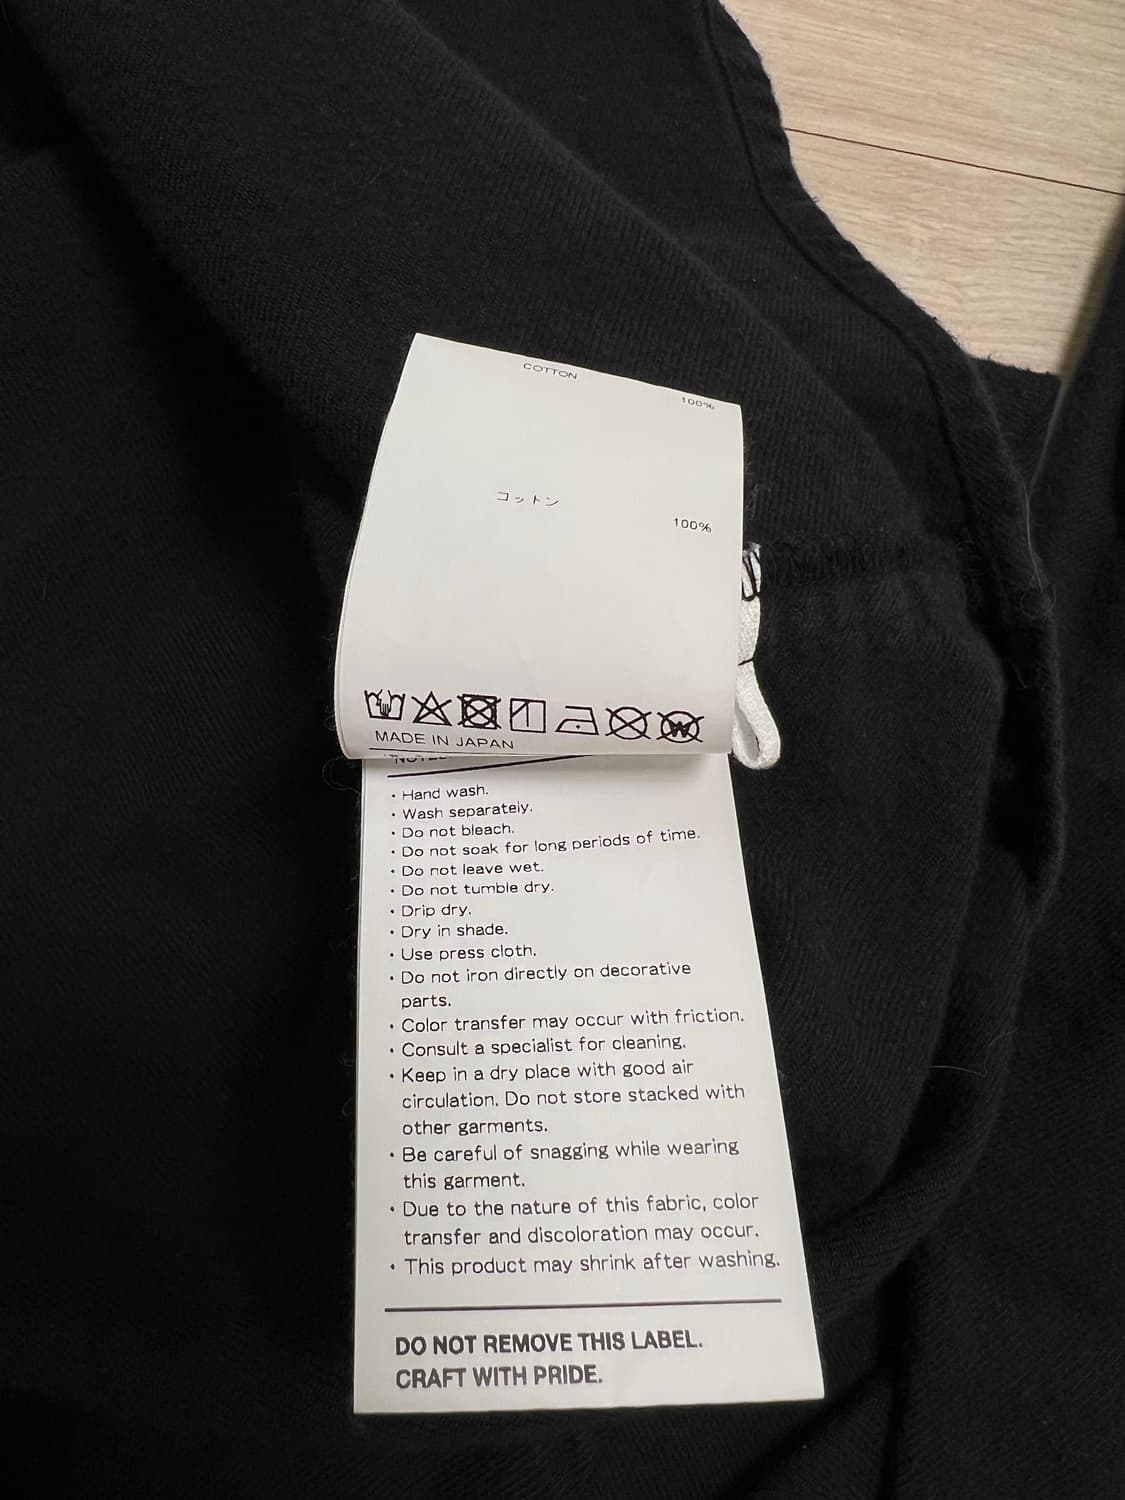 COTTON
100%
コットン
100%
MADE IN JAPAN
・Hand wash.
・Wash separately.
・Do not bleach.
・Do not soak for long periods of time.
・Do not leave wet.
・Do not tumble dry.
・Drip dry.
・Dry in shade.
・Use press cloth.
・Do not iron directly on decorative
parts.
・Color transfer may occur with friction.
・Consult a specialist for cleaning.
・Keep in a dry place with good air
circulation. Do not store stacked with
other garments.
・Be careful of snagging while wearing
this garment.
・Due to the nature of this fabric, color
transfer and discoloration may occur.
・This product may shrink after washing.
DO NOT REMOVE THIS LABEL.
CRAFT WITH PRIDE.